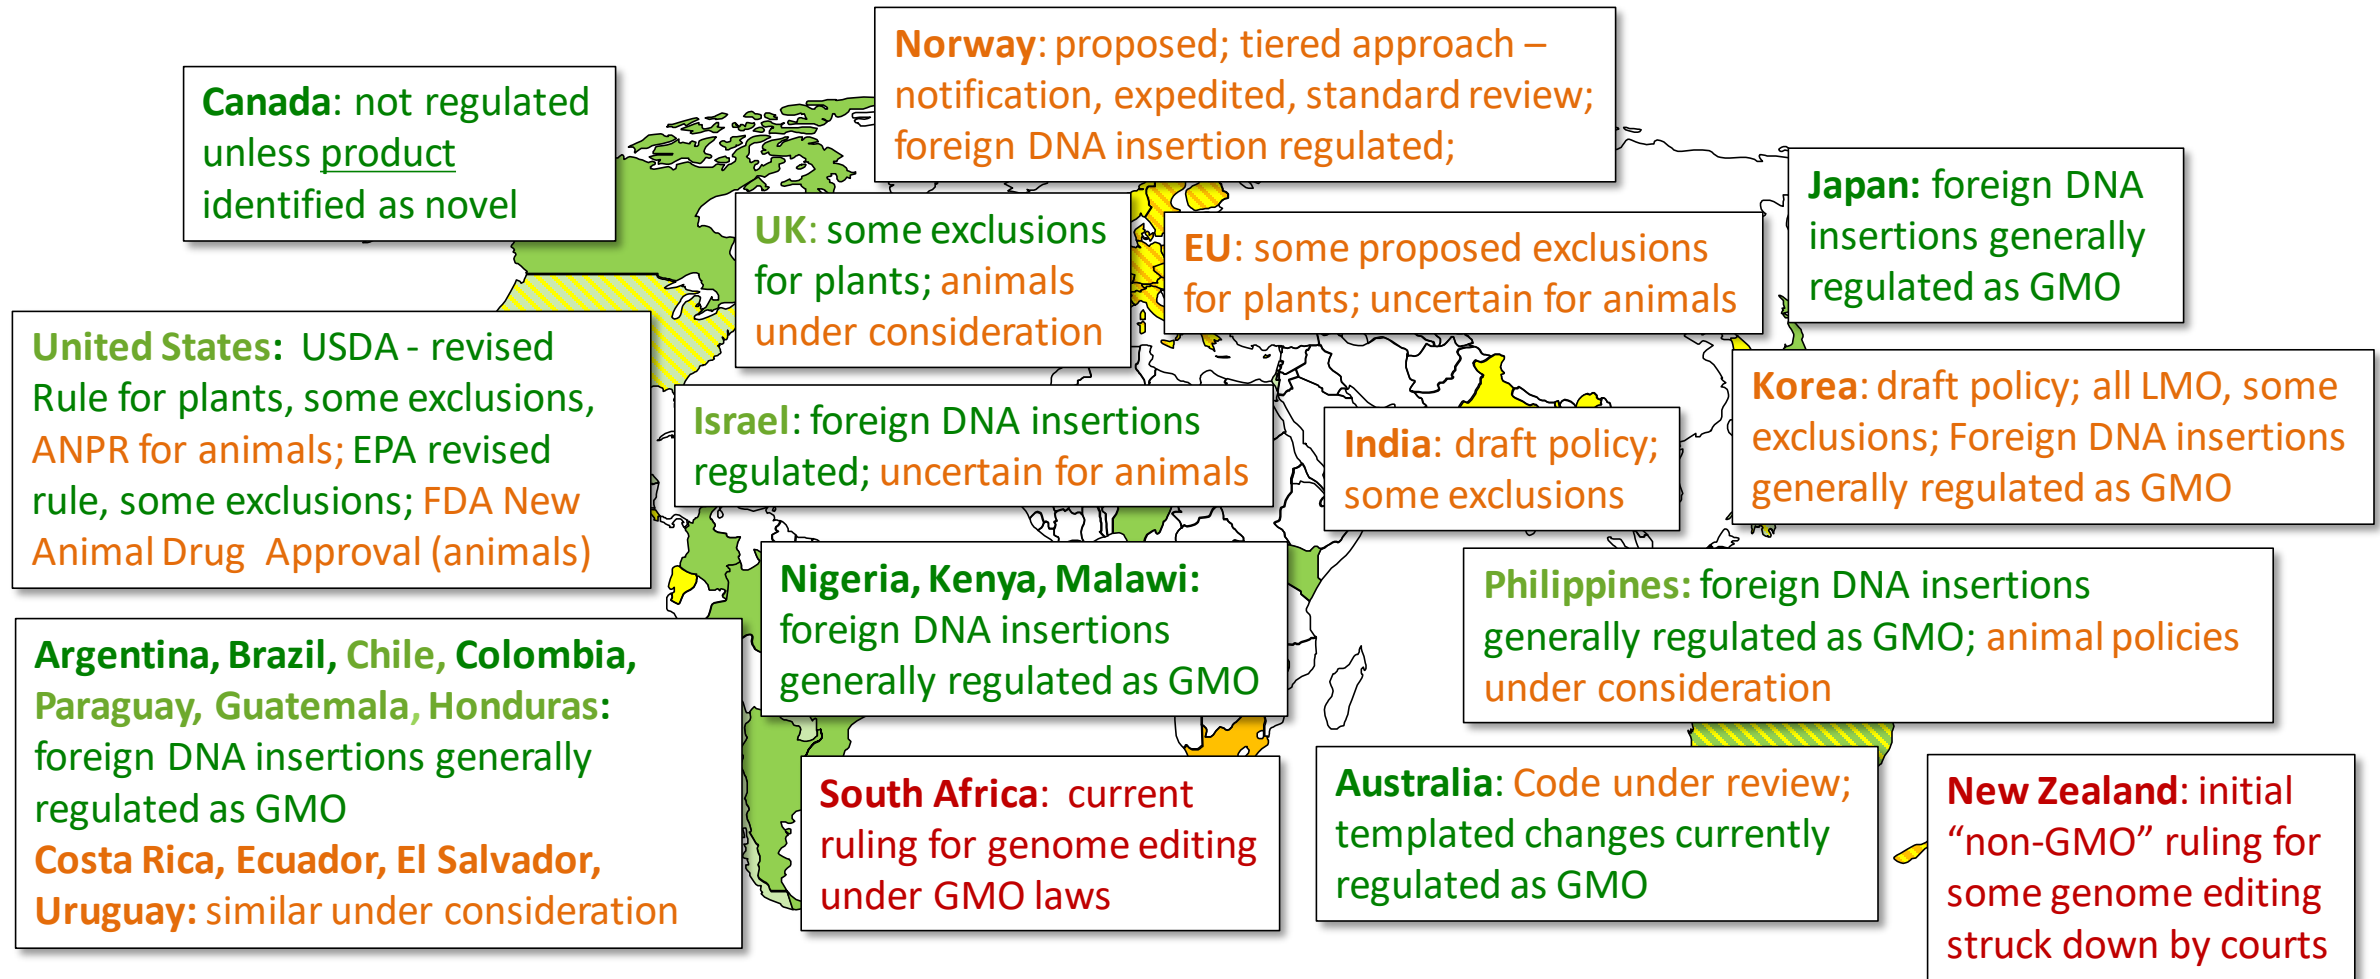 Canada: not regulated
unless product
identified as novel
Norway: proposed; tiered approach –
notification, expedited, standard review;
foreign DNA insertion regulated;
UK: some exclusions
for plants; animals
under consideration
EU: some proposed exclusions
for plants; uncertain for animals
Japan: foreign DNA
insertions generally
regulated as GMO
United States: USDA - revised
Rule for plants, some exclusions,
ANPR for animals; EPA revised
rule, some exclusions; FDA New
Animal Drug Approval (animals)
Israel: foreign DNA insertions
regulated; uncertain for animals
India: draft policy;
some exclusions
Korea: draft policy; all LMO, some
exclusions; Foreign DNA insertions
generally regulated as GMO
Nigeria, Kenya, Malawi:
foreign DNA insertions
generally regulated as GMO
Philippines: foreign DNA insertions
generally regulated as GMO; animal policies
under consideration
Argentina, Brazil, Chile, Colombia,
Paraguay, Guatemala, Honduras:
foreign DNA insertions generally
regulated as GMO
Costa Rica, Ecuador, El Salvador,
Uruguay: similar under consideration
South Africa: current
ruling for genome editing
under GMO laws
Australia: Code under review;
templated changes currently
regulated as GMO
New Zealand: initial
“non-GMO” ruling for
some genome editing
struck down by courts